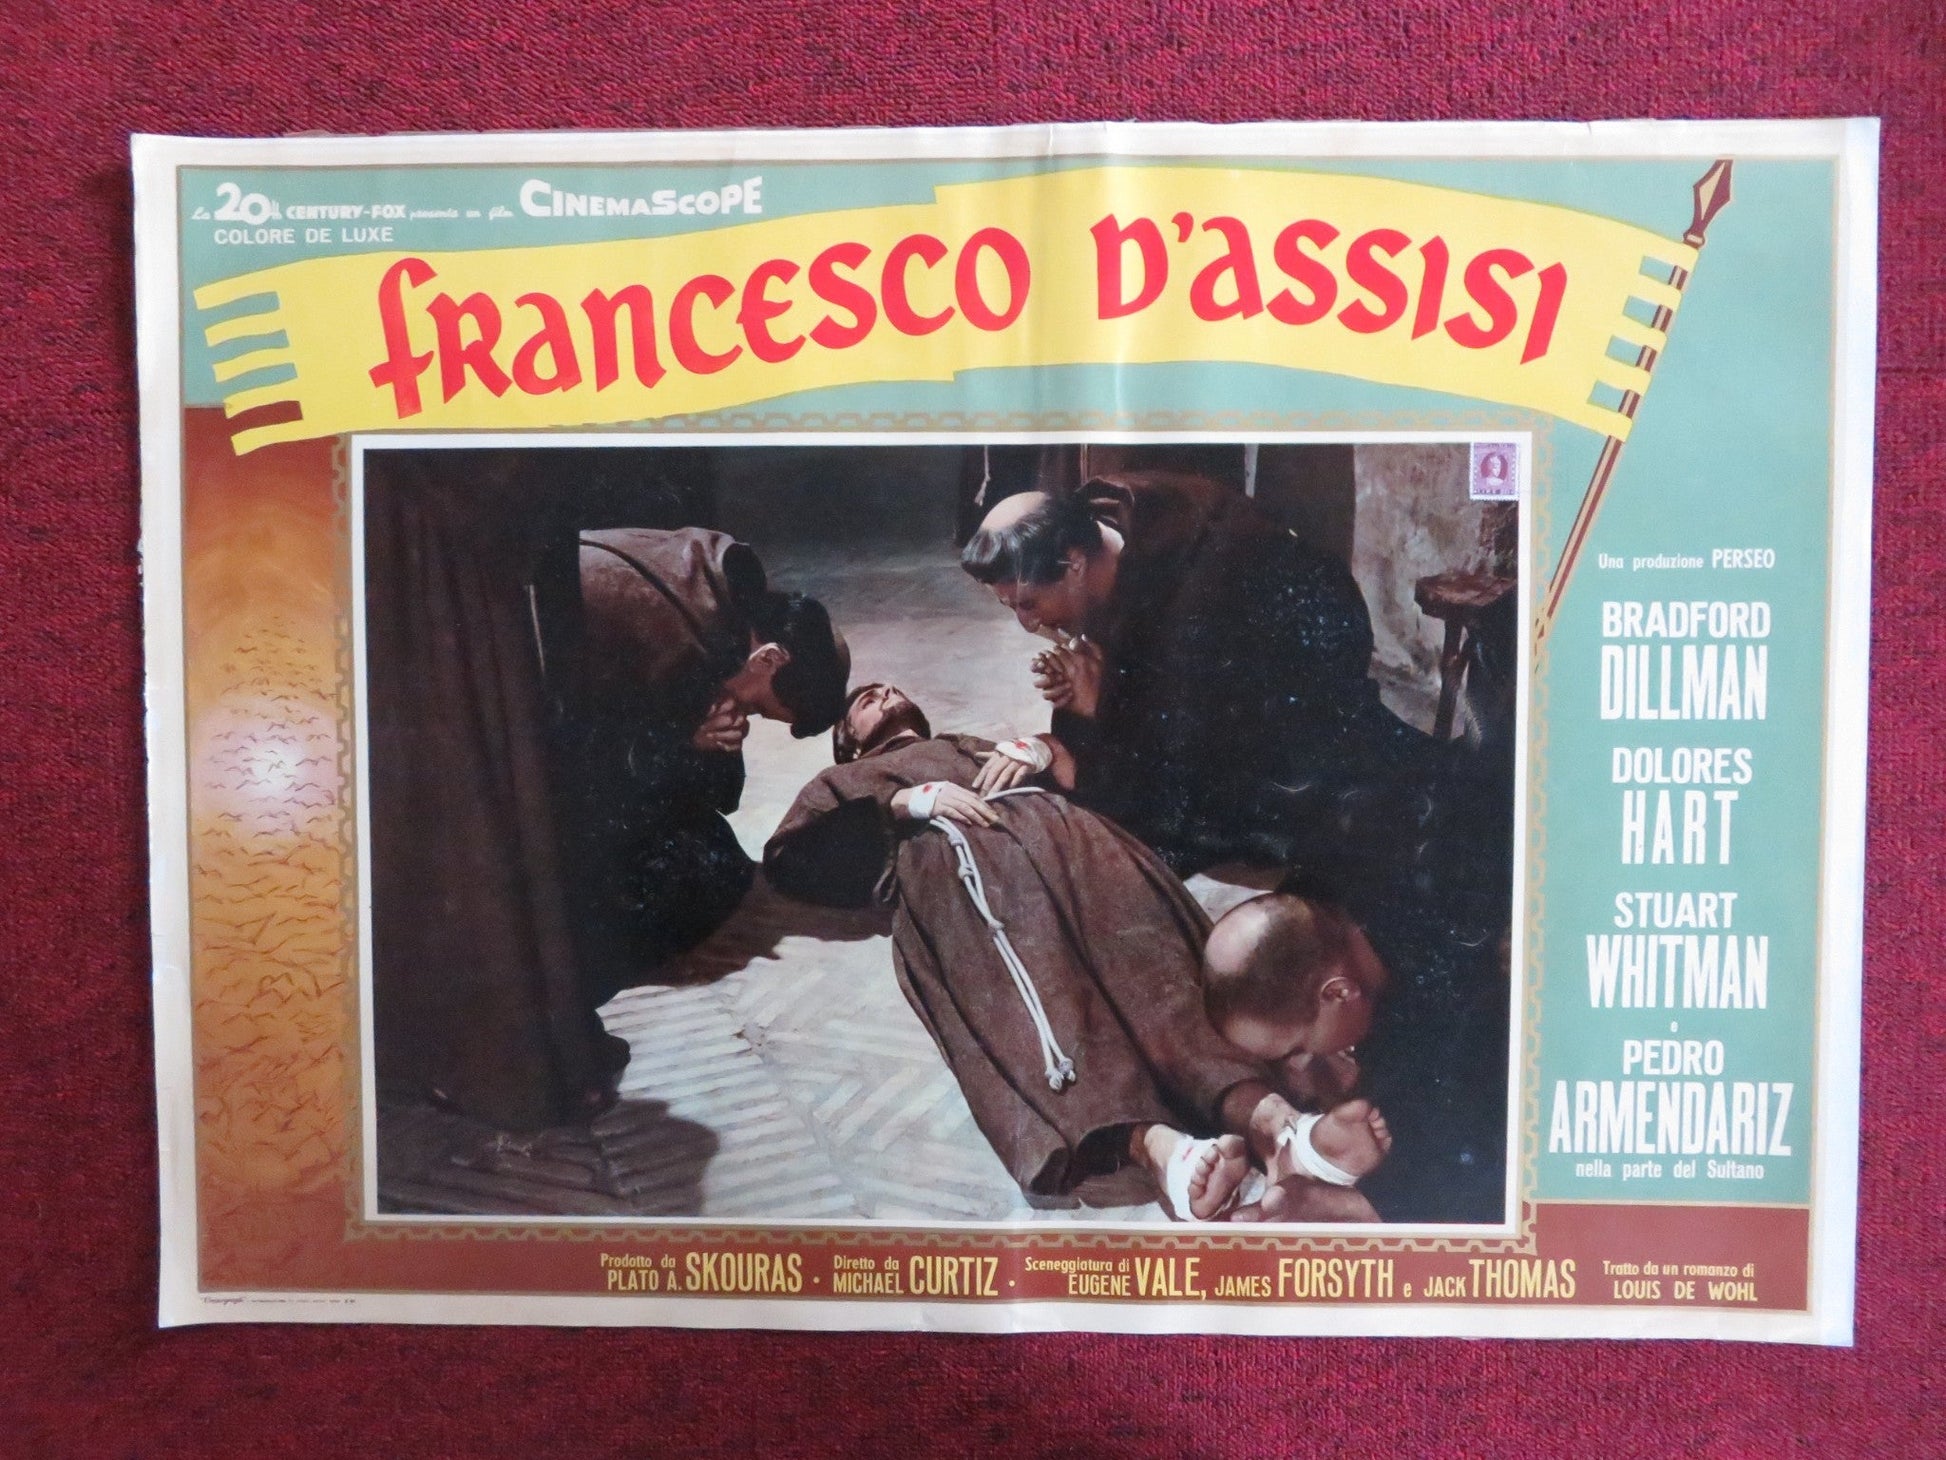 La 20th CENTURY-FOX presenta un film CINEMASCOPE
COLORE DE LUXE
FRANCESCO D'ASSISI
Una produzione PERSEO
BRADFORD
DILLMAN
DOLORES
HART
STUART
WHITMAN
e
PEDRO
ARMENDARIZ
nella parte del Sultano
Prodotto da
PLATO A. SKOURAS •
Diretto da
MICHAEL CURTIZ •
Sceneggiatura di
EUGENE VALE, JAMES FORSYTH e JACK THOMAS
Tratto da un romanzo di
LOUIS DE WOHL